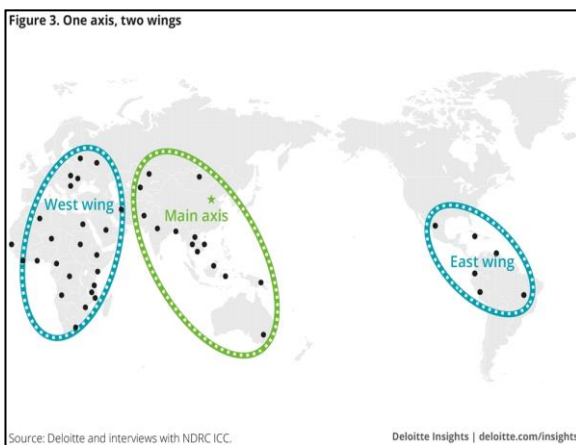 Figure 3. One axis, two wings
West wing
Main axis
East wing
Source: Deloitte and interviews with NDRC ICC.
Deloitte Insights | deloitte.com/insights